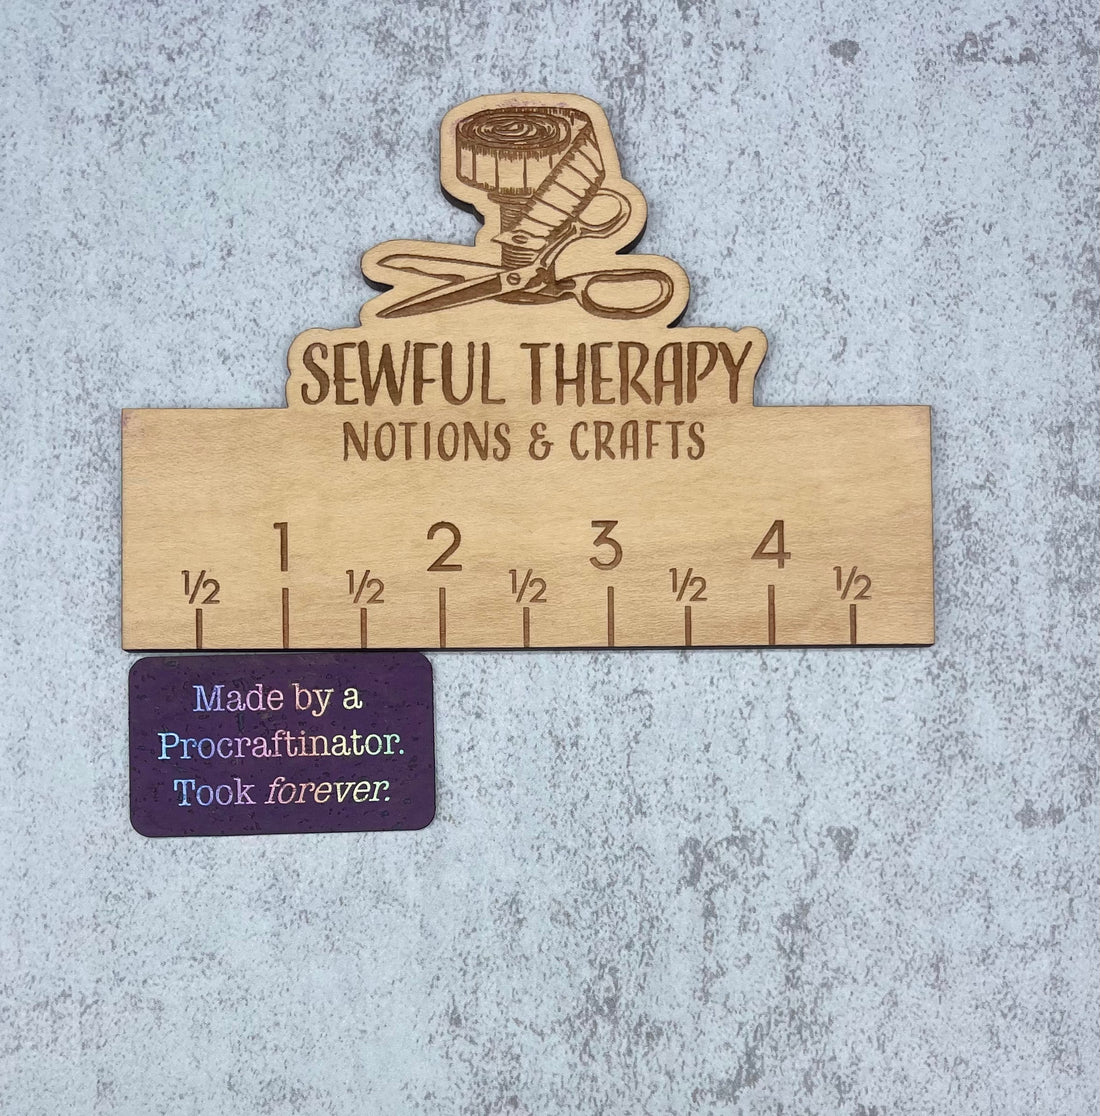 SEWFUL THERAPY
NOTIONS & CRAFTS
1 2 3 4
1/2 1/2 1/2 1/2 1/2
Made by a
Procraftinator.
Took forever.